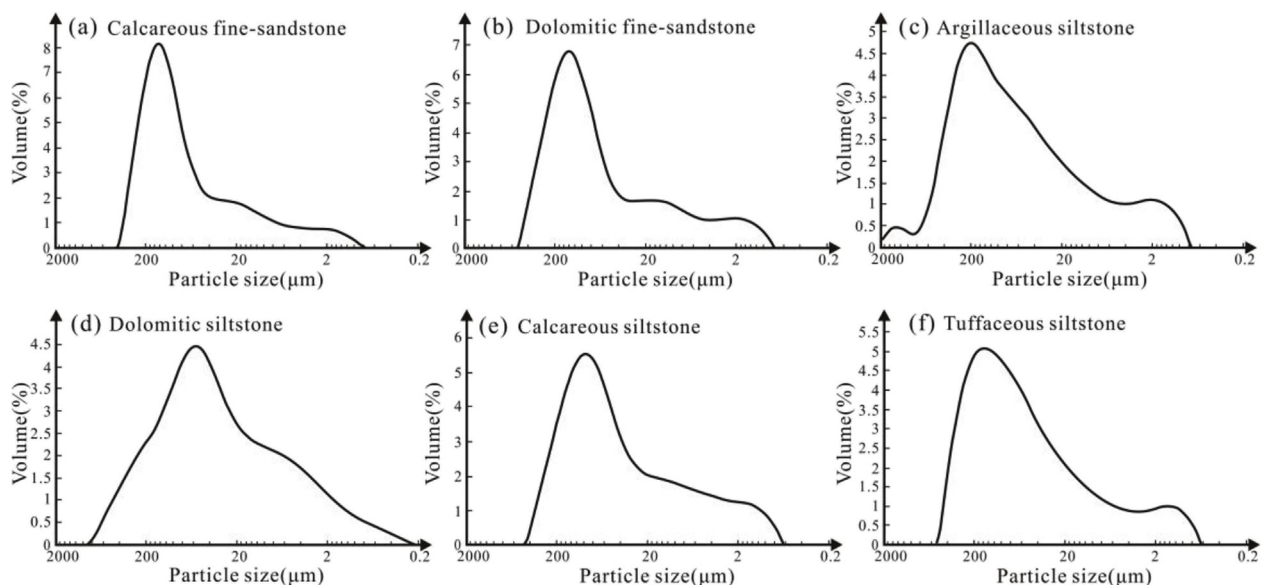 (a) Calcareous fine-sandstone
Volume(%)
8
7
6
5
4
3
2
1
0
2000 200 20 2 0.2
Particle size(μm)
(b) Dolomitic fine-sandstone
Volume(%)
7
6
5
4
3
2
1
0
2000 200 20 2 0.2
Particle size(μm)
(c) Argillaceous siltstone
Volume(%)
5
4.5
4
3.5
3
2.5
2
1.5
1
0.5
0
2000 200 20 2 0.2
Particle size(μm)
(d) Dolomitic siltstone
Volume(%)
4.5
4
3.5
3
2.5
2
1.5
1
0.5
0
2000 200 20 2 0.2
Particle size(μm)
(e) Calcareous siltstone
Volume(%)
6
5
4
3
2
1
0
2000 200 20 2 0.2
Particle size(μm)
(f) Tuffaceous siltstone
Volume(%)
5.5
5
4.5
4
3.5
3
2.5
2
1.5
1
0.5
0
2000 200 20 2 0.2
Particle size(μm)